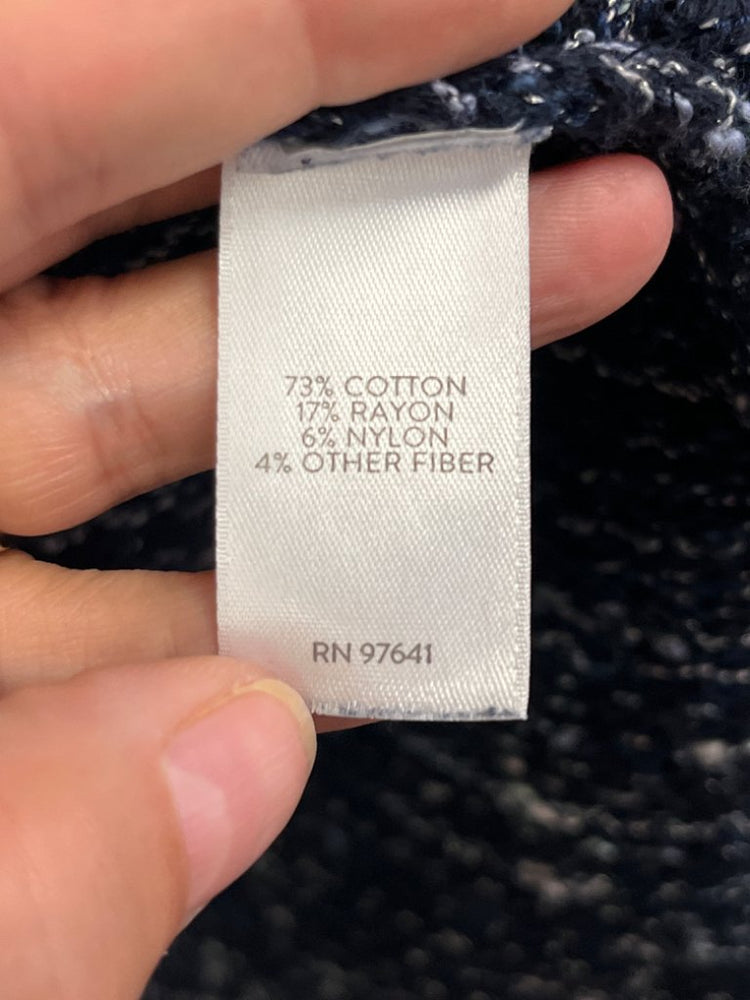 73% COTTON
17% RAYON
6% NYLON
4% OTHER FIBER
RN 97641